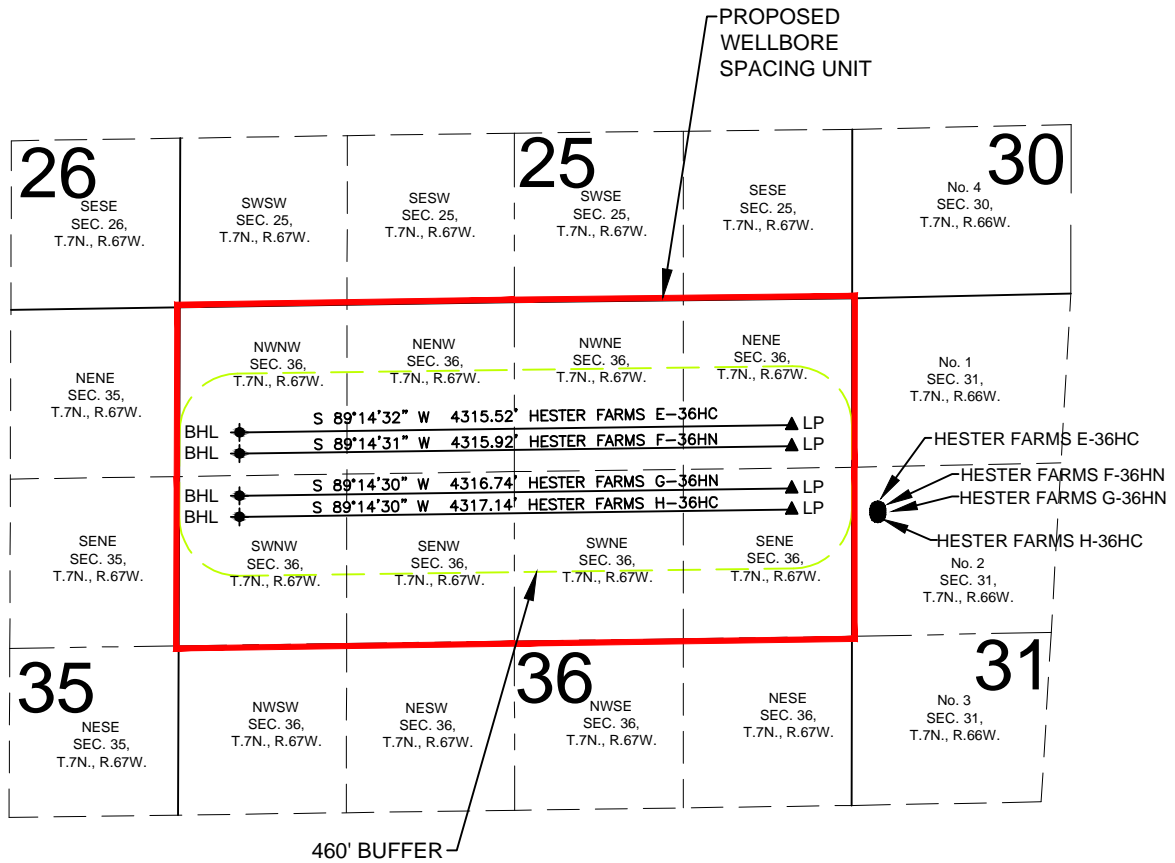 PROPOSED
WELLBORE
SPACING UNIT
26
25
30
SESE
SEC. 26,
T.7N., R.67W.
SWSW
SEC. 25,
T.7N., R.67W.
SESW
SEC. 25,
T.7N., R.67W.
SWSE
SEC. 25,
T.7N., R.67W.
SESE
SEC. 25,
T.7N., R.67W.
No. 4
SEC. 30,
T.7N., R.66W.
NENE
SEC. 35,
T.7N., R.67W.
NWNW
SEC. 36,
T.7N., R.67W.
NENW
SEC. 36,
T.7N., R.67W.
NWNE
SEC. 36,
T.7N., R.67W.
NENE
SEC. 36,
T.7N., R.67W.
No. 1
SEC. 31,
T.7N., R.66W.
BHL S 89°14'32" W 4315.52' HESTER FARMS E-36HC LP
BHL S 89°14'31" W 4315.92' HESTER FARMS F-36HN LP
BHL S 89°14'30" W 4316.74' HESTER FARMS G-36HN LP
BHL S 89°14'30" W 4317.14' HESTER FARMS H-36HC LP
HESTER FARMS E-36HC
HESTER FARMS F-36HN
HESTER FARMS G-36HN
HESTER FARMS H-36HC
SENE
SEC. 35,
T.7N., R.67W.
SWNW
SEC. 36,
T.7N., R.67W.
SENW
SEC. 36,
T.7N., R.67W.
SWNE
SEC. 36,
T.7N., R.67W.
SENE
SEC. 36,
T.7N., R.67W.
No. 2
SEC. 31,
T.7N., R.66W.
35
36
31
NESE
SEC. 35,
T.7N., R.67W.
NWSW
SEC. 36,
T.7N., R.67W.
NESW
SEC. 36,
T.7N., R.67W.
NWSE
SEC. 36,
T.7N., R.67W.
NESE
SEC. 36,
T.7N., R.67W.
No. 3
SEC. 31,
T.7N., R.66W.
460' BUFFER